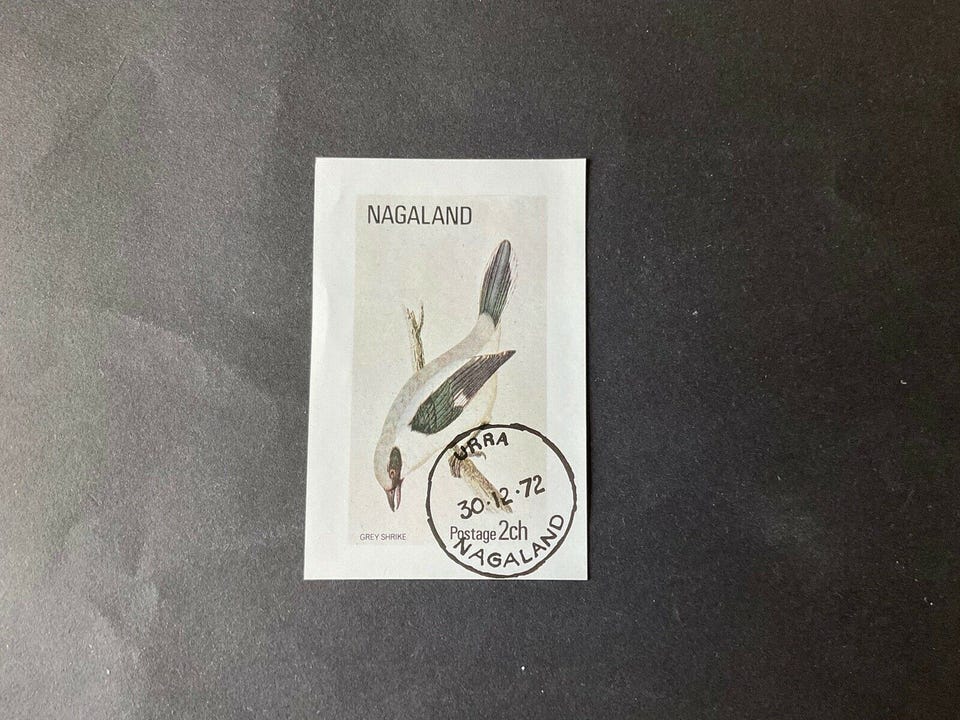 NAGALAND
URRA
30·12·72
GREY SHRIKE
Postage 2ch
NAGALAND